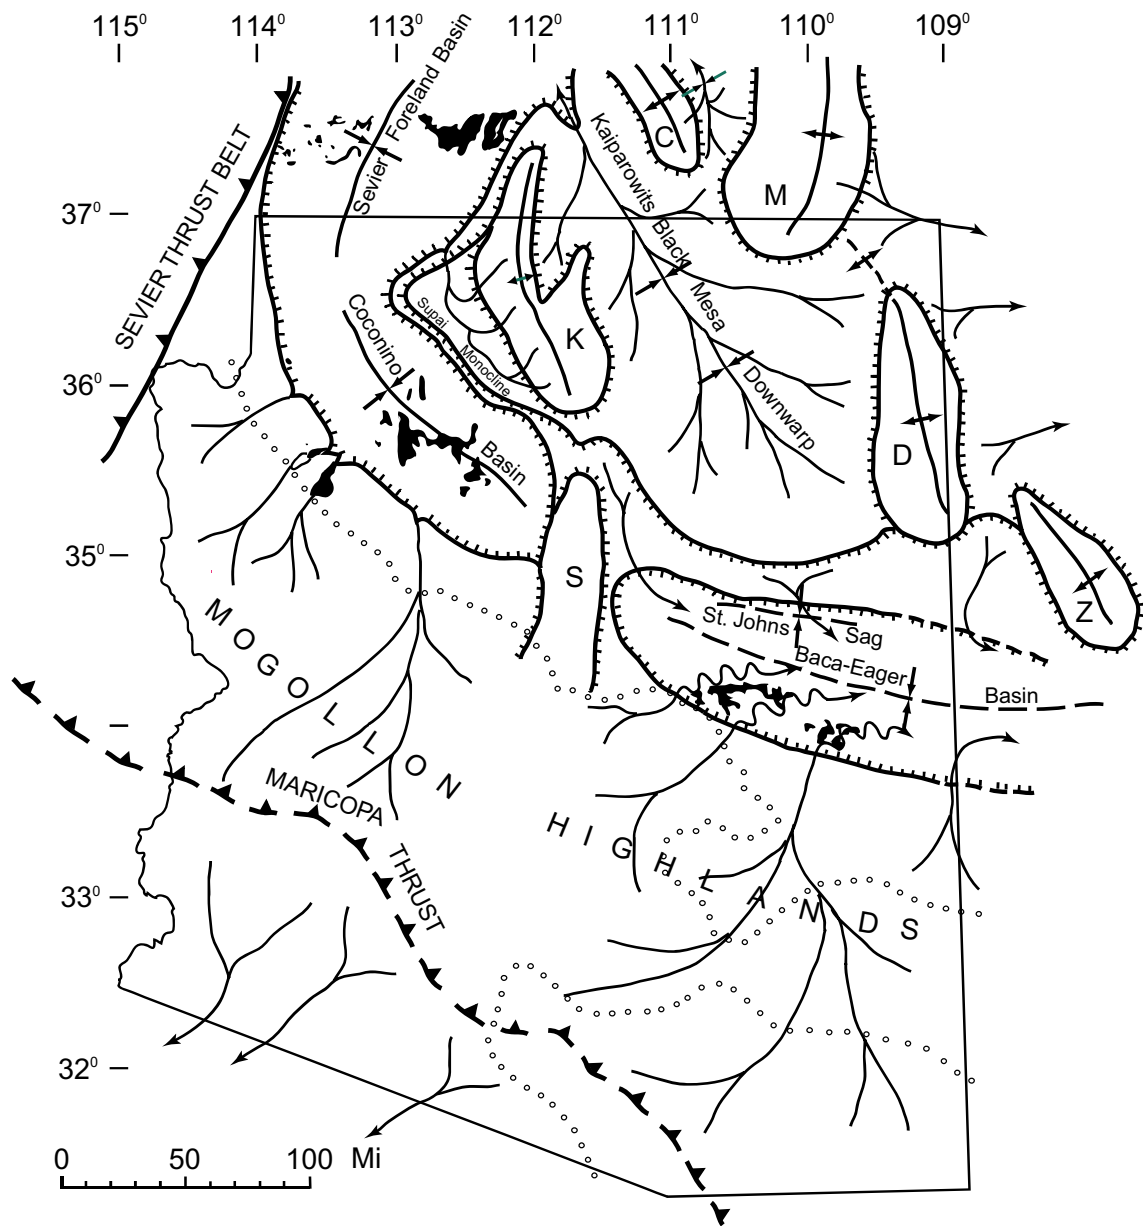 115⁰ 114⁰ 113⁰ 112⁰ 111⁰ 110⁰ 109⁰
SEVIER THRUST BELT
Sevier Foreland Basin
Kaiparowits Black Mesa Downwarp
C
M
37⁰
Supai Monocline
K
Coconino Basin
36⁰
D
35⁰
S
Z
St. Johns Sag
Baca-Eager Basin
MOGOLLON HIGHLANDS
MARICOPA THRUST
33⁰
32⁰
0 50 100 Mi